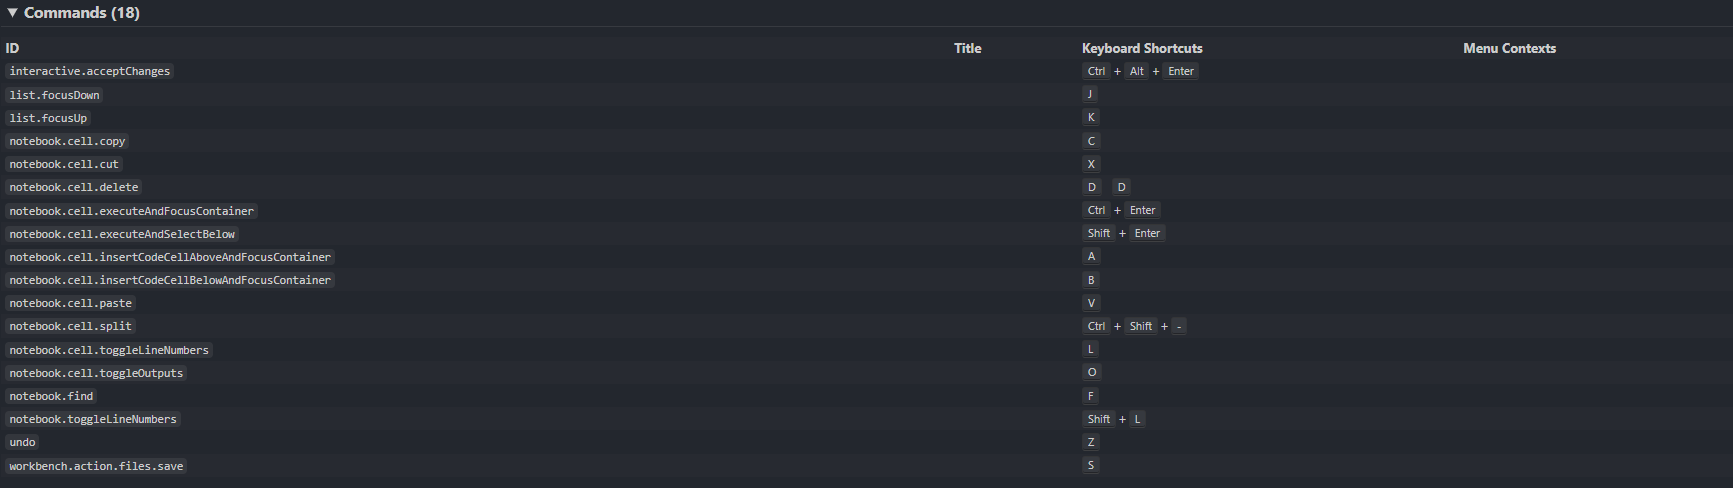 ▼ Commands (18)
ID Title Keyboard Shortcuts Menu Contexts
interactive.acceptChanges Ctrl + Alt + Enter
list.focusDown J
list.focusUp K
notebook.cell.copy C
notebook.cell.cut X
notebook.cell.delete D D
notebook.cell.executeAndFocusContainer Ctrl + Enter
notebook.cell.executeAndSelectBelow Shift + Enter
notebook.cell.insertCodeCellAboveAndFocusContainer A
notebook.cell.insertCodeCellBelowAndFocusContainer B
notebook.cell.paste V
notebook.cell.split Ctrl + Shift + -
notebook.cell.toggleLineNumbers L
notebook.cell.toggleOutputs O
notebook.find F
notebook.toggleLineNumbers Shift + L
undo Z
workbench.action.files.save S